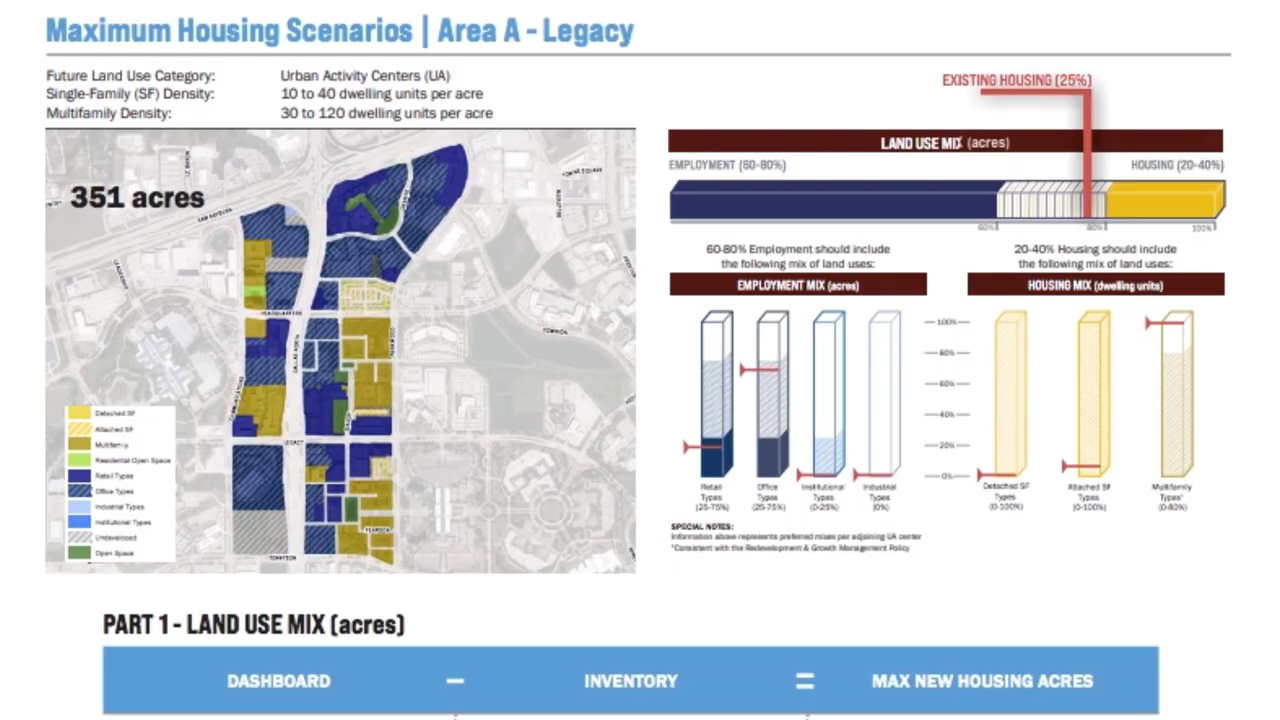 Maximum Housing Scenarios | Area A - Legacy
Future Land Use Category: Urban Activity Centers (UA)
Single-Family (SF) Density: 10 to 40 dwelling units per acre
Multifamily Density: 30 to 120 dwelling units per acre
351 acres
HEADQUARTERS
LEGACY
TENNYSON
Detached SF
Attached SF
Multifamily
Residential Open Space
Retail Types
Office Types
Industrial Types
Institutional Types
Undeveloped
Open Space
EXISTING HOUSING (25%)
LAND USE MIX (acres)
EMPLOYMENT (60-80%) HOUSING (20-40%)
60% 80% 100%
60-80% Employment should include
the following mix of land uses:
20-40% Housing should include
the following mix of land uses:
EMPLOYMENT MIX (acres)
HOUSING MIX (dwelling units)
100%
80%
60%
40%
20%
0%
Retail
Types
(25-75%)
Office
Types
(25-75%)
Institutional
Types
(0-25%)
Industrial
Types
(0%)
Detached SF
Types
(0-100%)
Attached SF
Types
(0-100%)
Multifamily
Types¹
(0-80%)
SPECIAL NOTES:
Information above represents preferred mixes per adjoining UA center
¹Consistent with the Redevelopment & Growth Management Policy
PART 1 - LAND USE MIX (acres)
DASHBOARD – INVENTORY = MAX NEW HOUSING ACRES